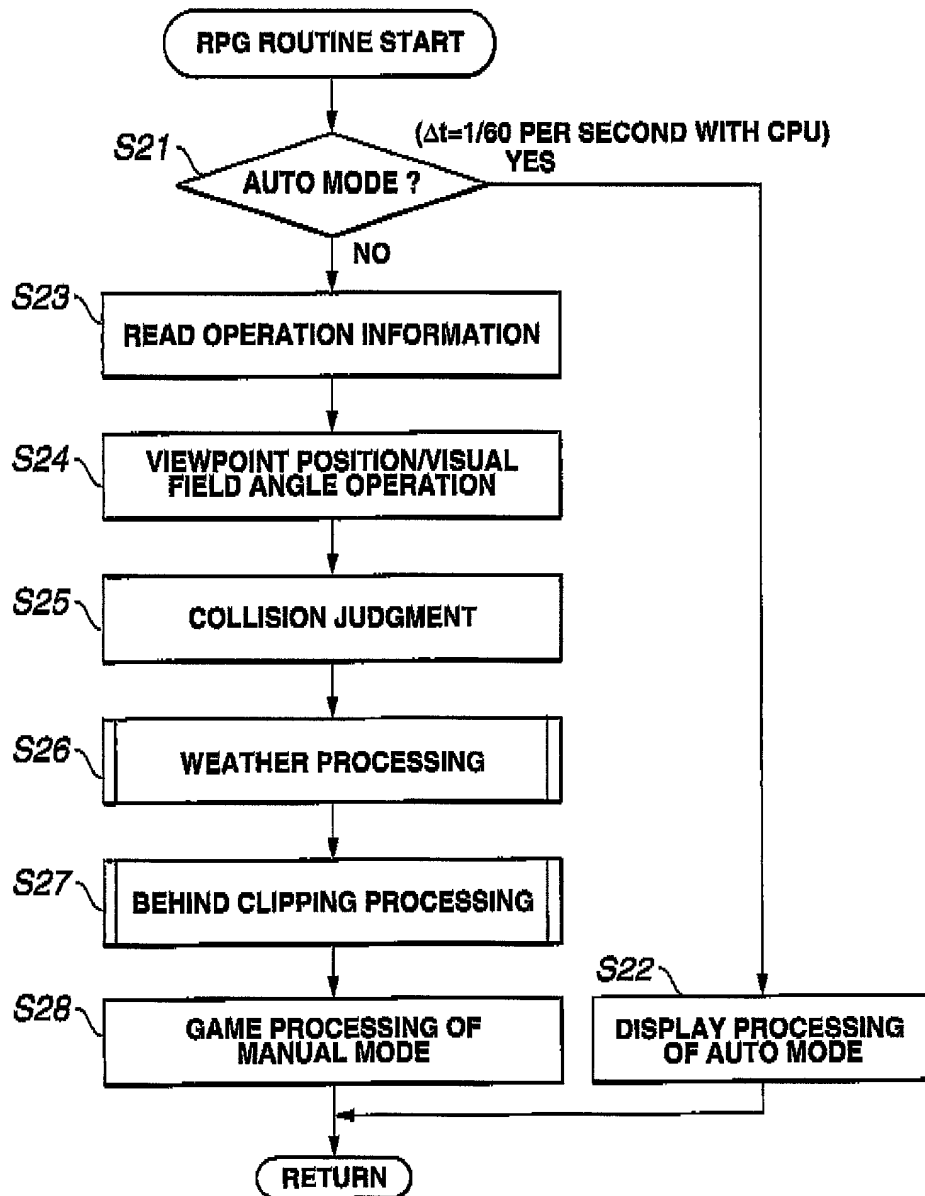 RPG ROUTINE START
(Δt=1/60 PER SECOND WITH CPU)
S21
YES
AUTO MODE ?
NO
S23
READ OPERATION INFORMATION
S24
VIEWPOINT POSITION/VISUAL
FIELD ANGLE OPERATION
S25
COLLISION JUDGMENT
S26
WEATHER PROCESSING
S27
BEHIND CLIPPING PROCESSING
S22
S28
GAME PROCESSING OF
MANUAL MODE
DISPLAY PROCESSING
OF AUTO MODE
RETURN